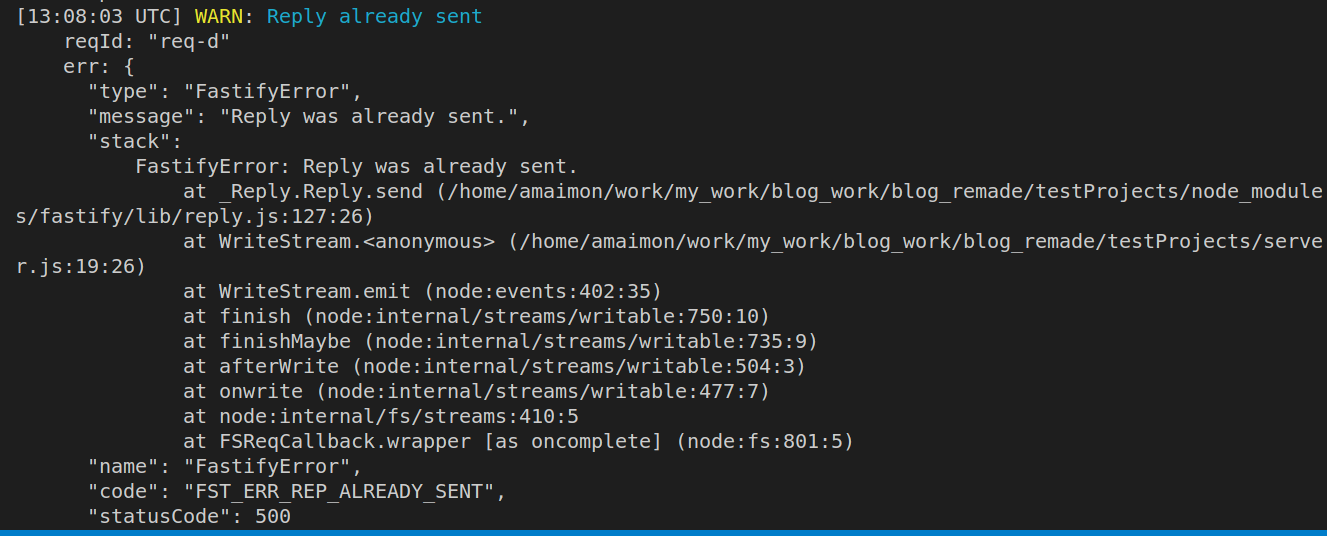 [13:08:03 UTC] WARN: Reply already sent
    reqId: "req-d"
    err: {
      "type": "FastifyError",
      "message": "Reply was already sent.",
      "stack":
          FastifyError: Reply was already sent.
              at _Reply.Reply.send (/home/amaimon/work/my_work/blog_work/blog_remade/testProjects/node_module
s/fastify/lib/reply.js:127:26)
              at WriteStream.<anonymous> (/home/amaimon/work/my_work/blog_work/blog_remade/testProjects/serve
r.js:19:26)
              at WriteStream.emit (node:events:402:35)
              at finish (node:internal/streams/writable:750:10)
              at finishMaybe (node:internal/streams/writable:735:9)
              at afterWrite (node:internal/streams/writable:504:3)
              at onwrite (node:internal/streams/writable:477:7)
              at node:internal/fs/streams:410:5
              at FSReqCallback.wrapper [as oncomplete] (node:fs:801:5)
      "name": "FastifyError",
      "code": "FST_ERR_REP_ALREADY_SENT",
      "statusCode": 500